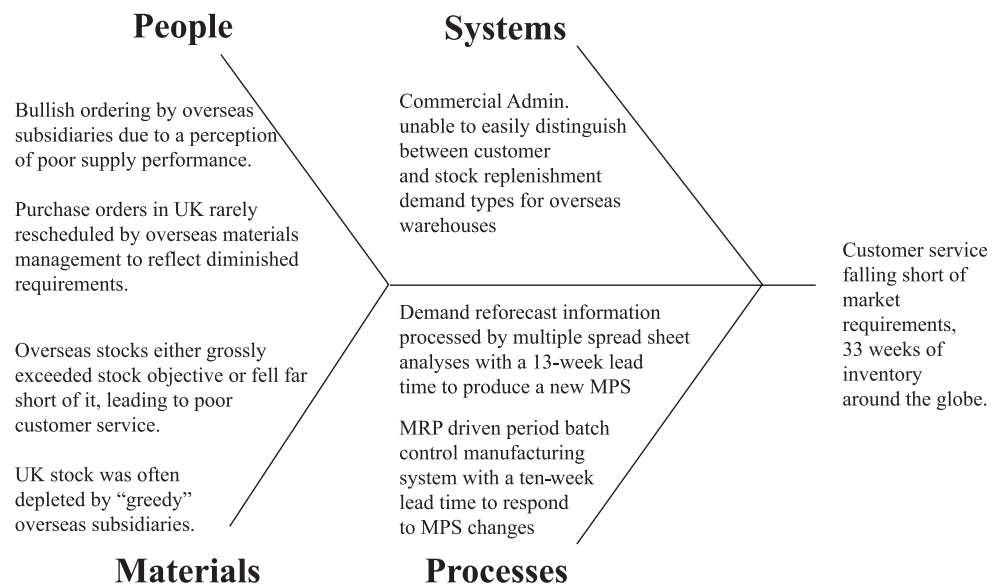 People
Bullish ordering by overseas
subsidiaries due to a perception
of poor supply performance.
Purchase orders in UK rarely
rescheduled by overseas materials
management to reflect diminished
requirements.
Systems
Commercial Admin.
unable to easily distinguish
between customer
and stock replenishment
demand types for overseas
warehouses
Overseas stocks either grossly
exceeded stock objective or fell far
short of it, leading to poor
customer service.
UK stock was often
depleted by “greedy”
overseas subsidiaries.
Materials
Demand reforecast information
processed by multiple spread sheet
analyses with a 13-week lead
time to produce a new MPS
MRP driven period batch
control manufacturing
system with a ten-week
lead time to respond
to MPS changes
Processes
Customer service
falling short of
market
requirements,
33 weeks of
inventory
around the globe.